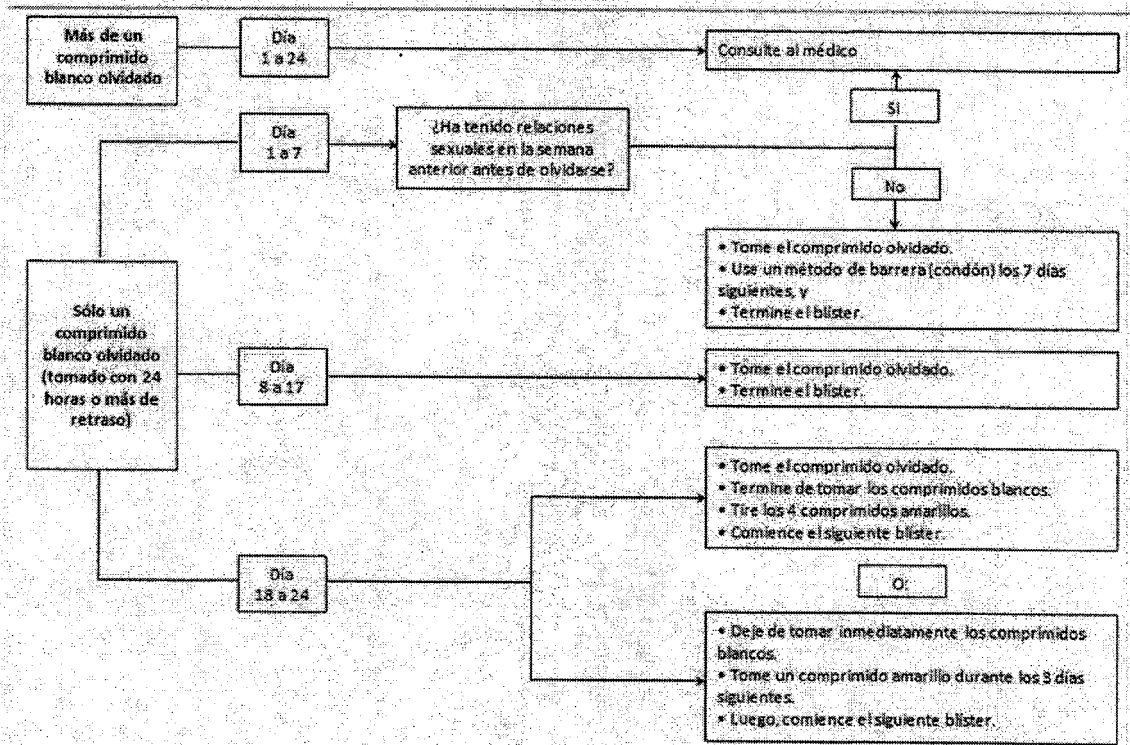 Más de un
comprimido
blanco olvidado
Día
1 a 24
Consulte al médico
SI
Día
1 a 7
¿Ha tenido relaciones
sexuales en la semana
anterior antes de olvidarse?
No
• Tome el comprimido olvidado.
• Use un método de barrera (condón) los 7 días
siguientes, y
• Termine el blíster.
Sólo un
comprimido
blanco olvidado
(tomado con 24
horas o más de
retraso)
Día
8 a 17
• Tome el comprimido olvidado.
• Termine el blíster.
• Tome el comprimido olvidado.
• Termine de tomar los comprimidos blancos.
• Tire los 4 comprimidos amarillos.
• Comience el siguiente blíster.
Día
18 a 24
O:
• Deje de tomar inmediatamente los comprimidos
blancos.
• Tome un comprimido amarillo durante los 3 días
siguientes.
• Luego, comience el siguiente blíster.